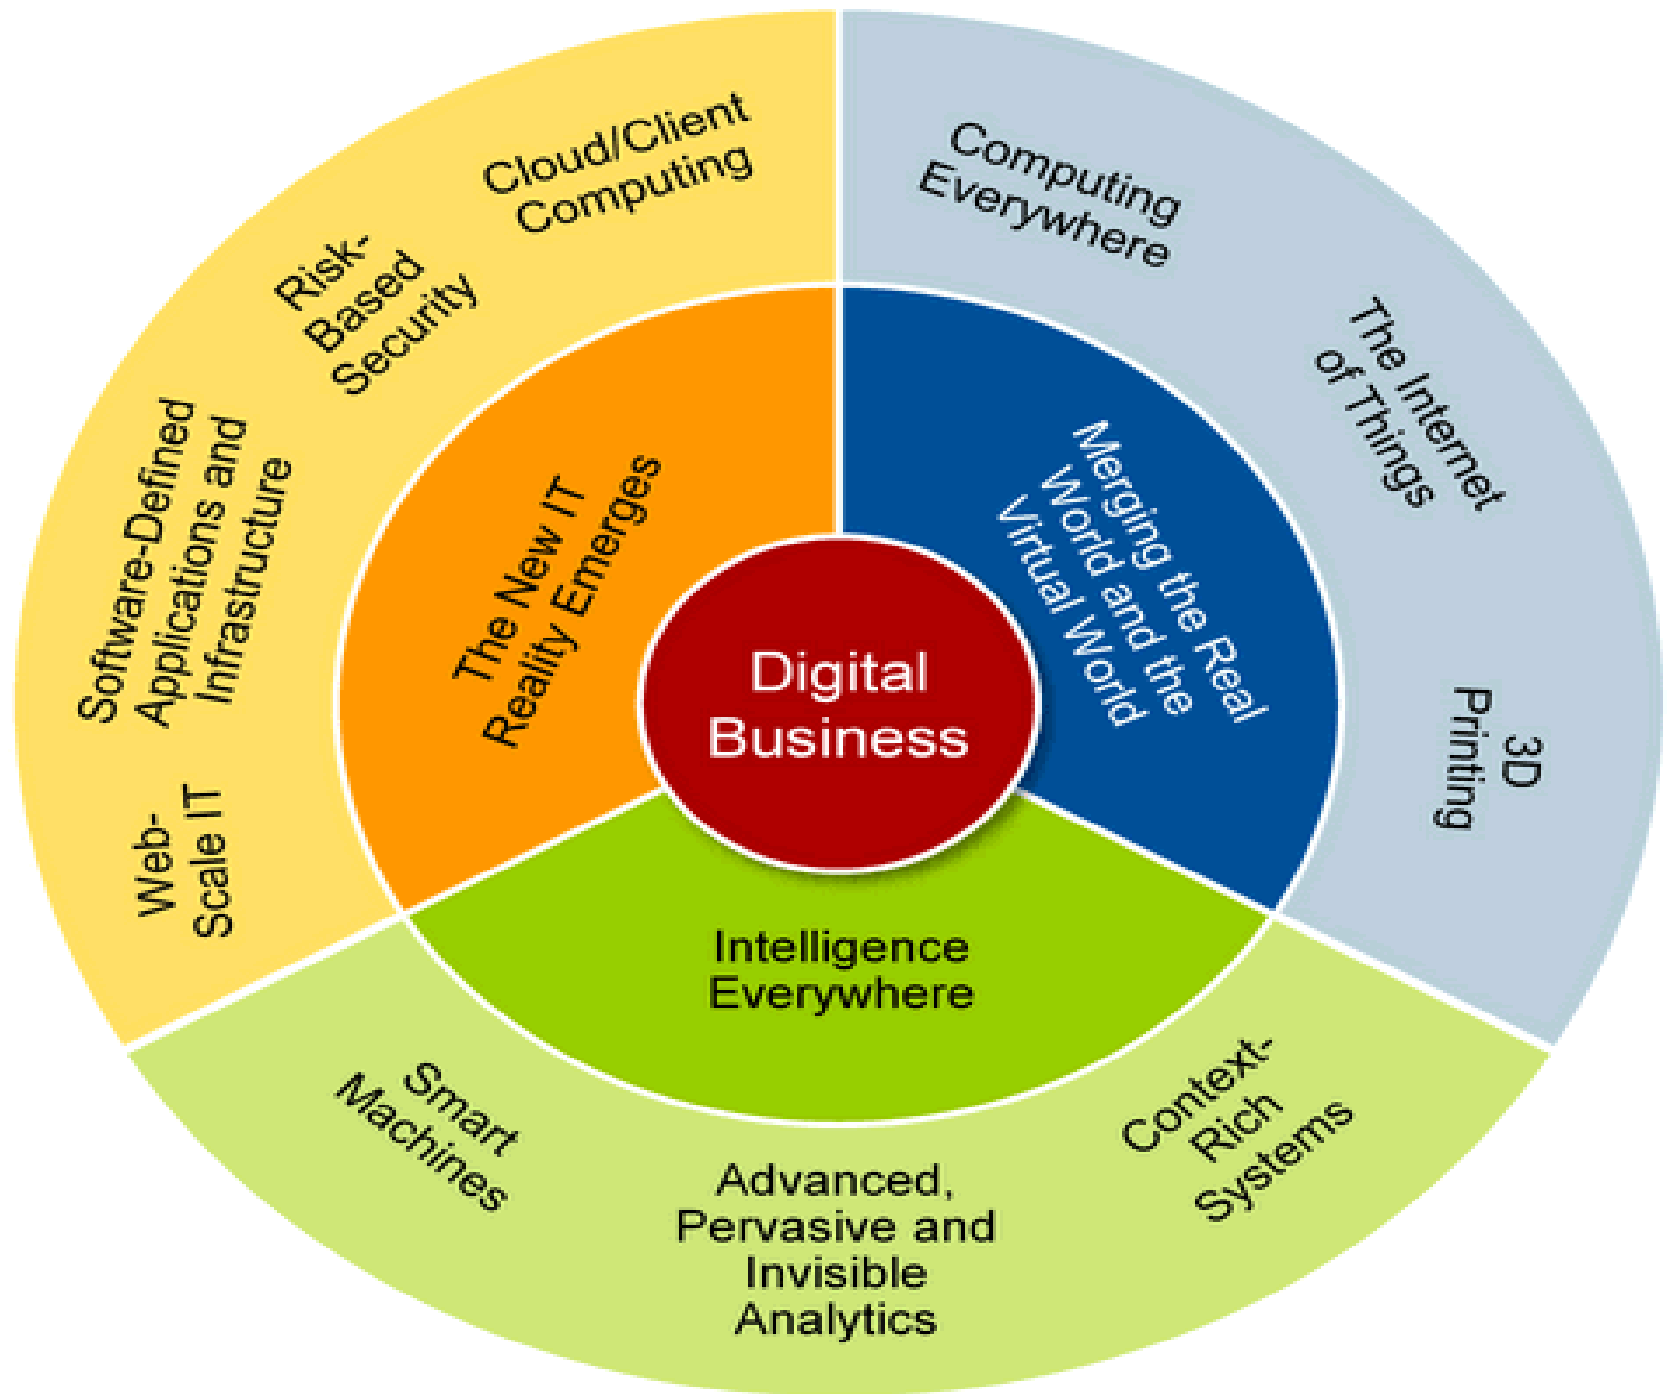 Cloud/Client
Computing
Risk-
Based
Security
Software-Defined
Applications and
Infrastructure
Web-
Scale IT
The New IT
Reality Emerges
Computing
Everywhere
The Internet
of Things
3D
Printing
Merging the Real
World and the
Virtual World
Digital
Business
Intelligence
Everywhere
Smart
Machines
Advanced,
Pervasive and
Invisible
Analytics
Context-
Rich
Systems